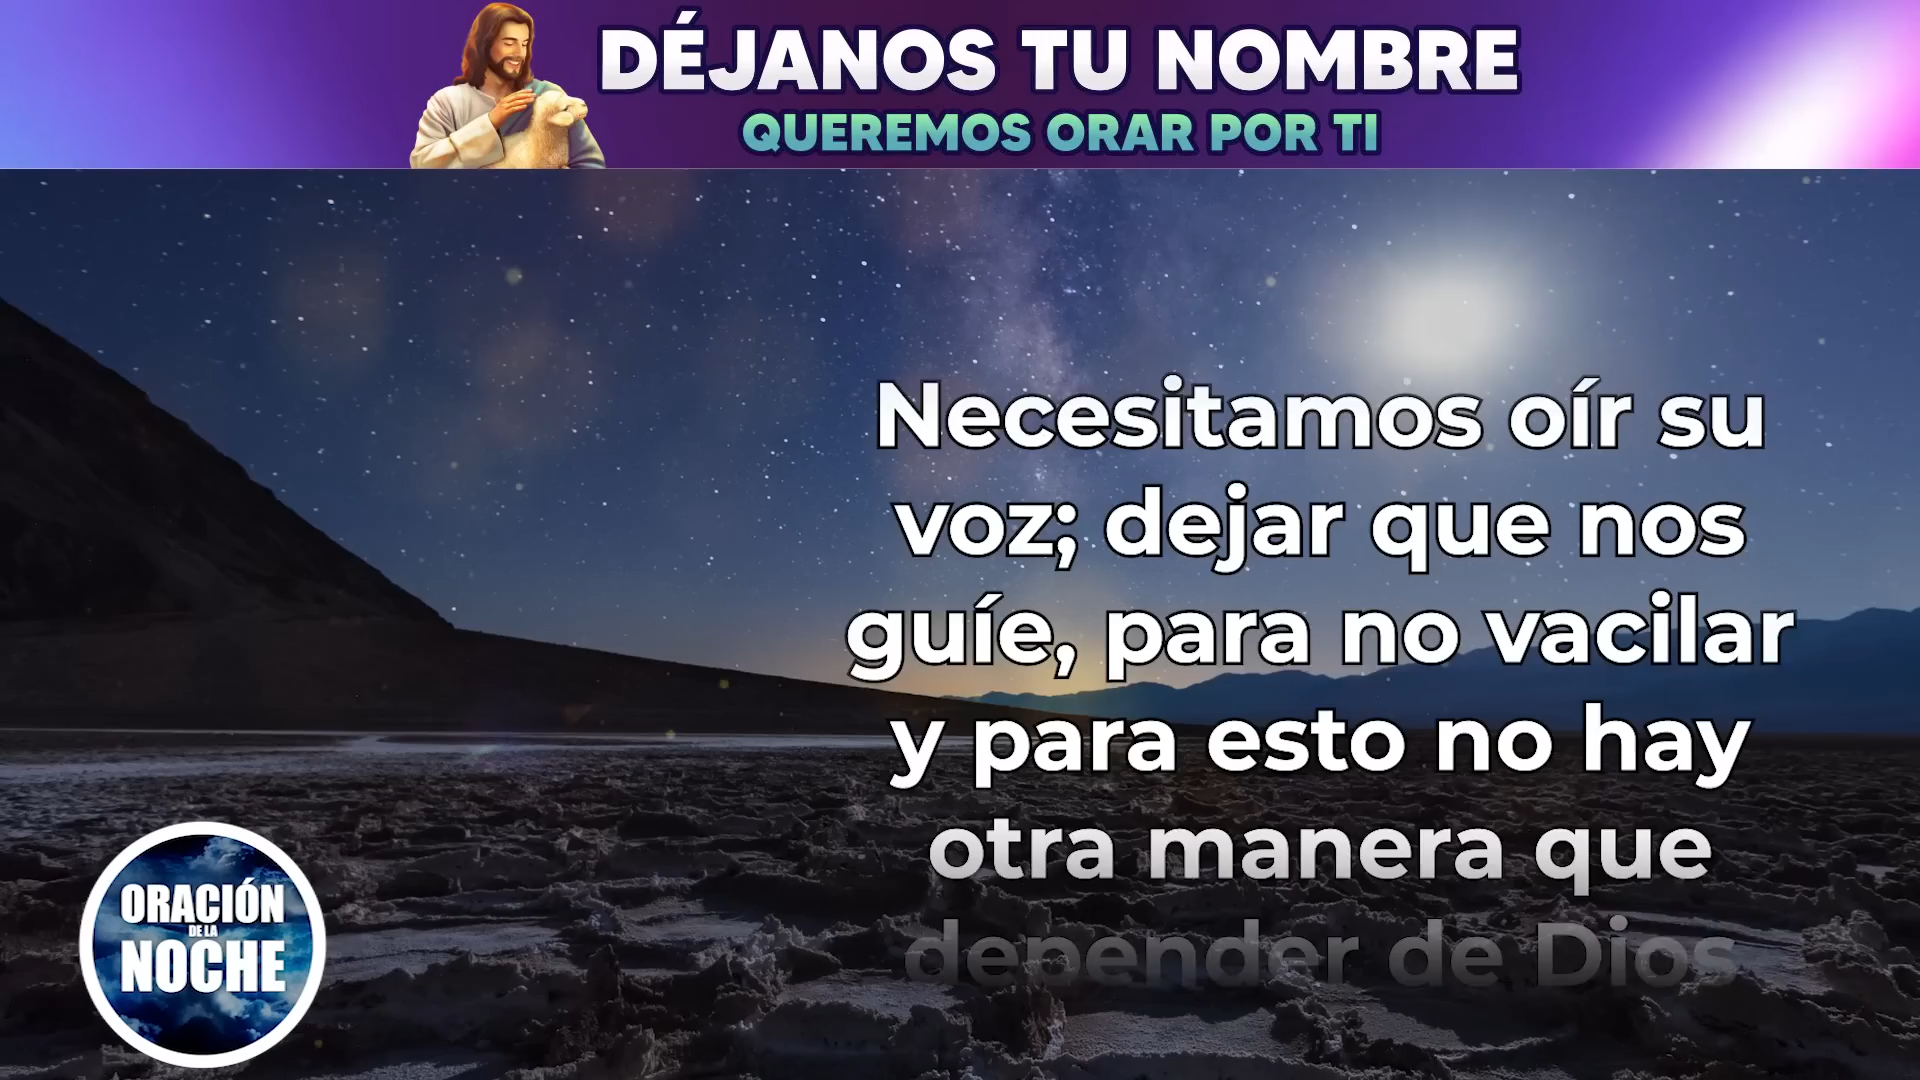 DÉJANOS TU NOMBRE
QUEREMOS ORAR POR TI
Necesitamos oír su
voz; dejar que nos
guíe, para no vacilar
y para esto no hay
otra manera que
depender de Dios
ORACIÓN
DE LA
NOCHE